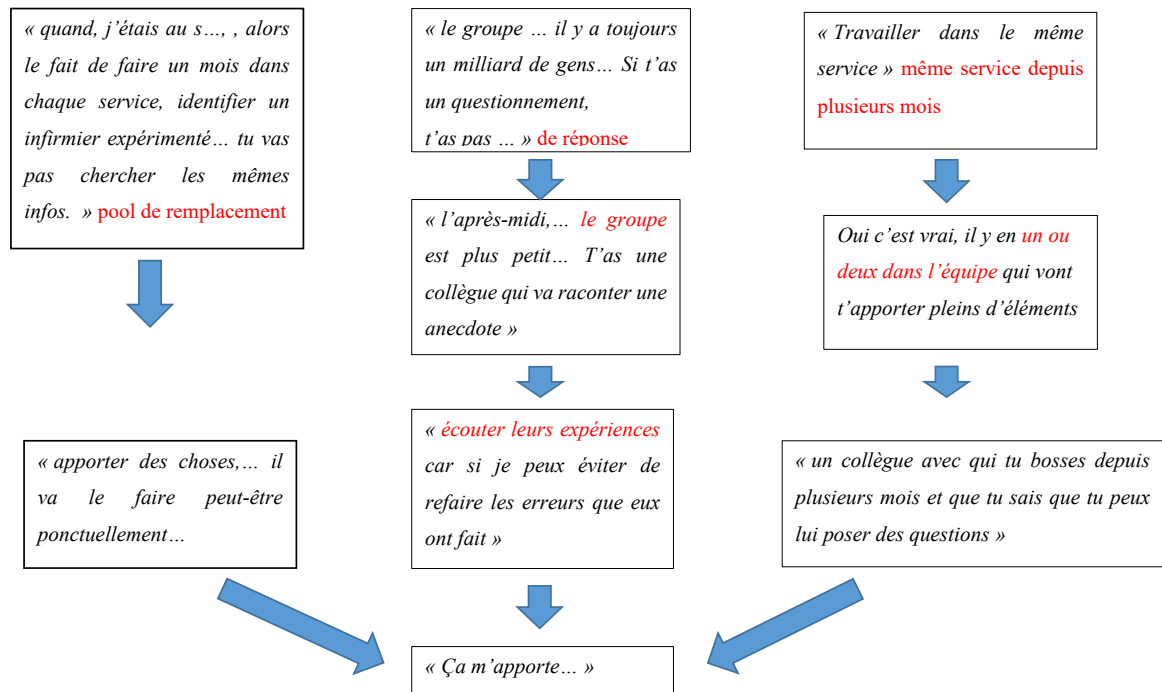 « quand, j’étais au s…, , alors
le fait de faire un mois dans
chaque service, identifier un
infirmier expérimenté… tu vas
pas chercher les mêmes
infos. » pool de remplacement
« apporter des choses,… il
va le faire peut-être
ponctuellement…
« le groupe … il y a toujours
un milliard de gens… Si t’as
un questionnement,
t’as pas … » de réponse
« l’après-midi,… le groupe
est plus petit… T’as une
collègue qui va raconter une
anecdote »
« écouter leurs expériences
car si je peux éviter de
refaire les erreurs que eux
ont fait »
« Travailler dans le même
service » même service depuis
plusieurs mois
Oui c’est vrai, il y en un ou
deux dans l’équipe qui vont
t’apporter pleins d’éléments
« un collègue avec qui tu bosses depuis
plusieurs mois et que tu sais que tu peux
lui poser des questions »
« Ça m’apporte… »